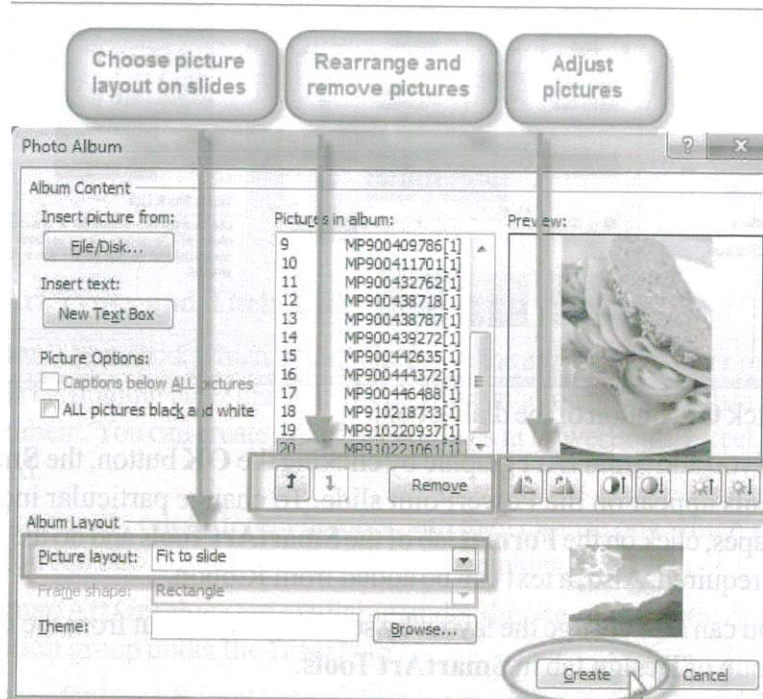 Choose picture
layout on slides
Rearrange and
remove pictures
Adjust
pictures
Photo Album
Album Content
Insert picture from:
File/Disk...
Insert text:
New Text Box
Picture Options:
Captions below ALL pictures
ALL pictures black and white
Pictures in album:
9 MP900409786[1]
10 MP900411701[1]
11 MP900432762[1]
12 MP900438718[1]
13 MP900438787[1]
14 MP900439272[1]
15 MP900442635[1]
16 MP900444372[1]
17 MP900446488[1]
18 MP910218733[1]
19 MP910220937[1]
20 MP910221061[1]
Remove
Preview:
Album Layout
Picture layout: Fit to slide
Frame shape: Rectangle
Theme:
Browse...
Create
Cancel